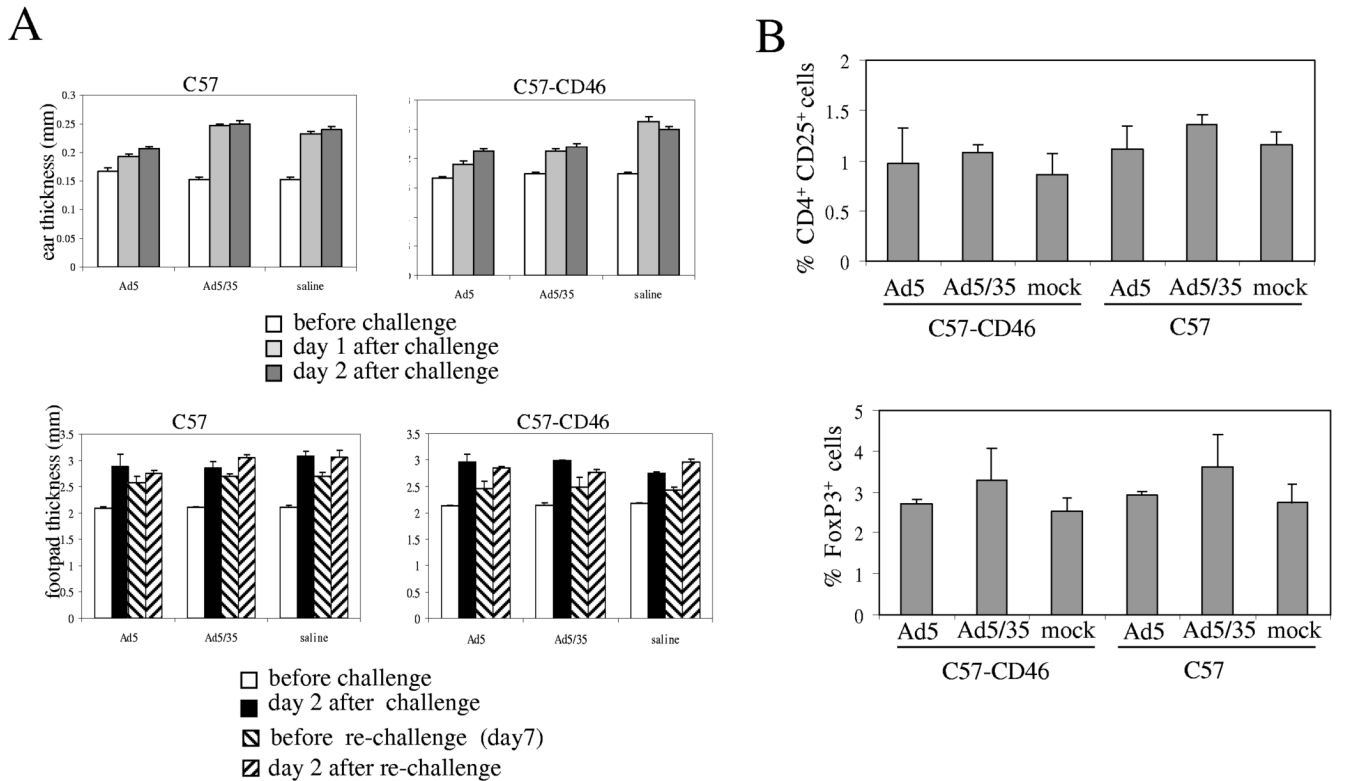 A
C57
C57-CD46
ear thickness (mm)
0.3
0.25
0.2
0.15
0.1
0.05
0
2
Ad5 Ad5/35 saline
Ad5 Ad5/35 saline
before challenge
day 1 after challenge
day 2 after challenge
C57
C57-CD46
footpad thickness (mm)
3.5
3
2.5
2
1.5
1
0.5
0
3.5
3
2.5
2
1.5
1
0.5
0
Ad5 Ad5/35 saline
Ad5 Ad5/35 saline
before challenge
day 2 after challenge
before re-challenge (day7)
day 2 after re-challenge
B
% CD4+ CD25+ cells
2
1.5
1
0.5
0
Ad5 Ad5/35 mock Ad5 Ad5/35 mock
C57-CD46 C57
% FoxP3+ cells
5
4
3
2
1
0
Ad5 Ad5/35 mock Ad5 Ad5/35 mock
C57-CD46 C57